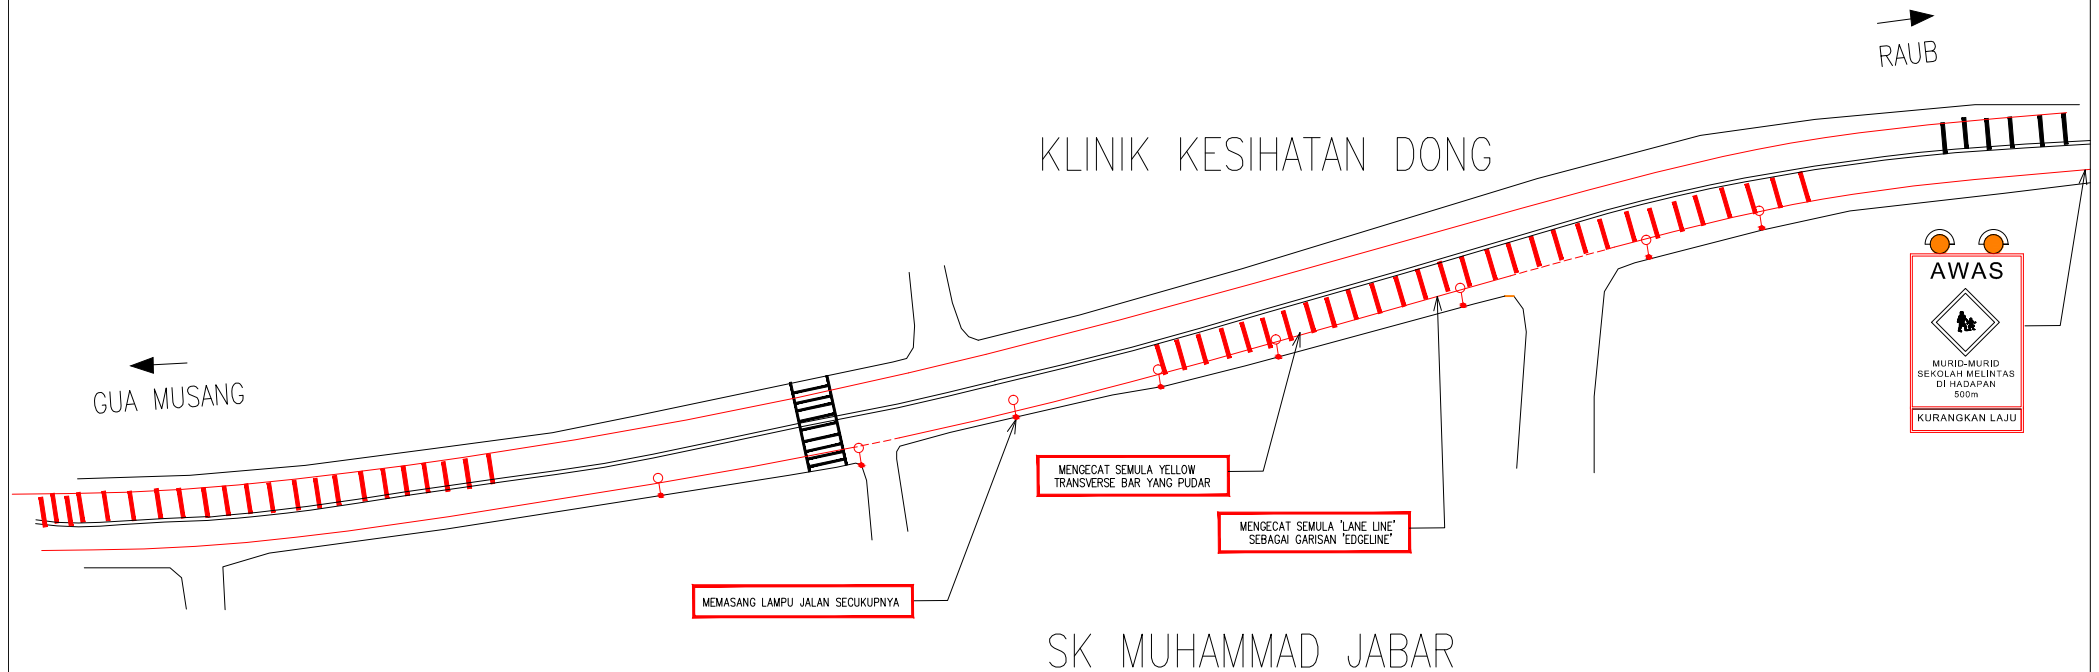 RAUB
KLINIK KESIHATAN DONG
GUA MUSANG
AWAS
MURID-MURID
SEKOLAH MELINTAS
DI HADAPAN
500m
KURANGKAN LAJU
MENGECAT SEMULA YELLOW
TRANSVERSE BAR YANG PUDAR
MENGECAT SEMULA 'LANE LINE'
SEBAGAI GARISAN 'EDGELINE'
MEMASANG LAMPU JALAN SECUKUPNYA
SK MUHAMMAD JABAR